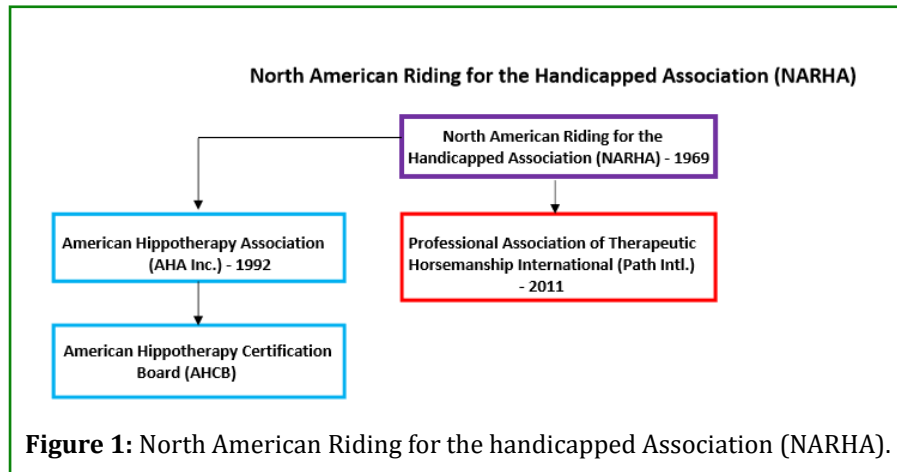 North American Riding for the Handicapped Association (NARHA)
North American Riding for the
Handicapped Association (NARHA) - 1969
American Hippotherapy Association
(AHA Inc.) - 1992
Professional Association of Therapeutic
Horsemanship International (Path Intl.)
- 2011
American Hippotherapy Certification
Board (AHCB)
Figure 1: North American Riding for the handicapped Association (NARHA).